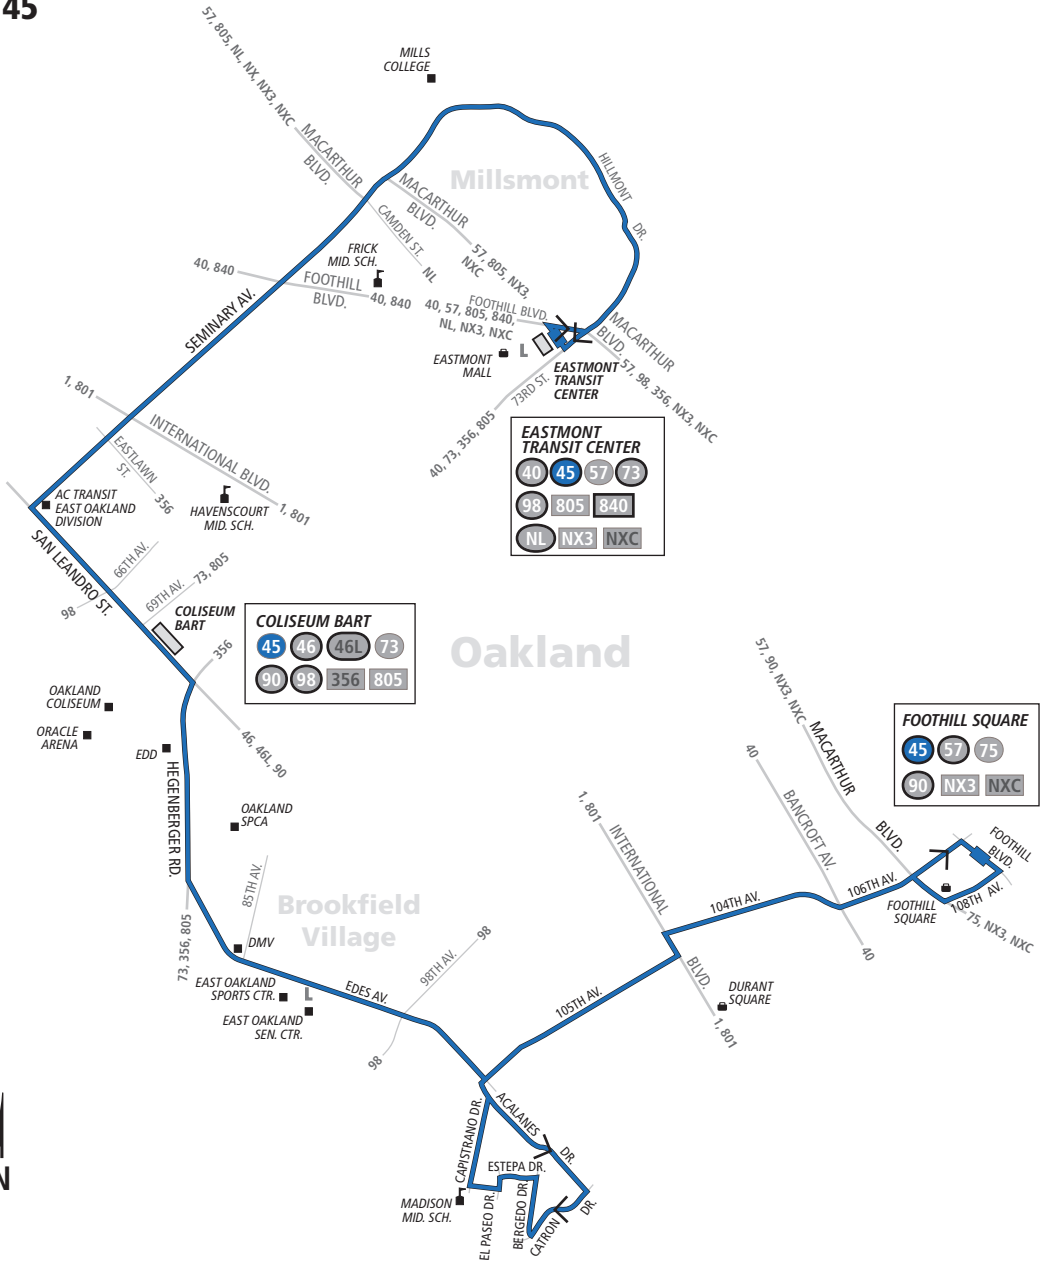 45
57, 805, NL, NX, NX3, NXC
MILLS
COLLEGE
MACARTHUR
BLVD.
Millsmont
HILLMONT
DR.
MACARTHUR
BLVD.
CAMDEN ST.
NL
57, 805, NX3,
NXC
FRICK
MID. SCH.
40, 840
FOOTHILL
BLVD.
40, 840
FOOTHILL BLVD.
40, 57, 805, 840,
NL, NX3, NXC
MACARTHUR
BLVD.
57, 98, 356, NX3, NXC
SEMINARY AV.
EASTMONT
MALL
L
EASTMONT
TRANSIT
CENTER
73RD ST.
40, 73, 356, 805
1, 801
INTERNATIONAL BLVD.
1, 801
EASTLAWN
ST.
356
EASTMONT
TRANSIT CENTER
40 45 57 73
98 805 840
NL NX3 NXC
AC TRANSIT
EAST OAKLAND
DIVISION
HAVENSCOURT
MID. SCH.
SAN LEANDRO ST.
66TH AV.
98
69TH AV.
73, 805
COLISEUM
BART
356
COLISEUM BART
45 46 46L 73
90 98 356 805
Oakland
OAKLAND
COLISEUM
ORACLE
ARENA
EDD
46, 46L, 90
HEGENBERGER RD.
OAKLAND
SPCA
85TH AV.
73, 356, 805
Brookfield
Village
DMV
EAST OAKLAND
SPORTS CTR.
L
EAST OAKLAND
SEN. CTR.
EDES AV.
98TH AV.
98
98
57, 90, NX3, NXC
MACARTHUR
BLVD.
FOOTHILL SQUARE
45 57 75
90 NX3 NXC
40
BANCROFT AV.
40
1, 801
INTERNATIONAL
BLVD.
1, 801
104TH AV.
106TH AV.
FOOTHILL
BLVD.
FOOTHILL
SQUARE
108TH AV.
75, NX3, NXC
DURANT
SQUARE
105TH AV.
ACALANES
DR.
CAPISTRANO DR.
ESTEPA DR.
MADISON
MID. SCH.
EL PASEO DR.
BERGEDO DR.
CATRON
DR.
N